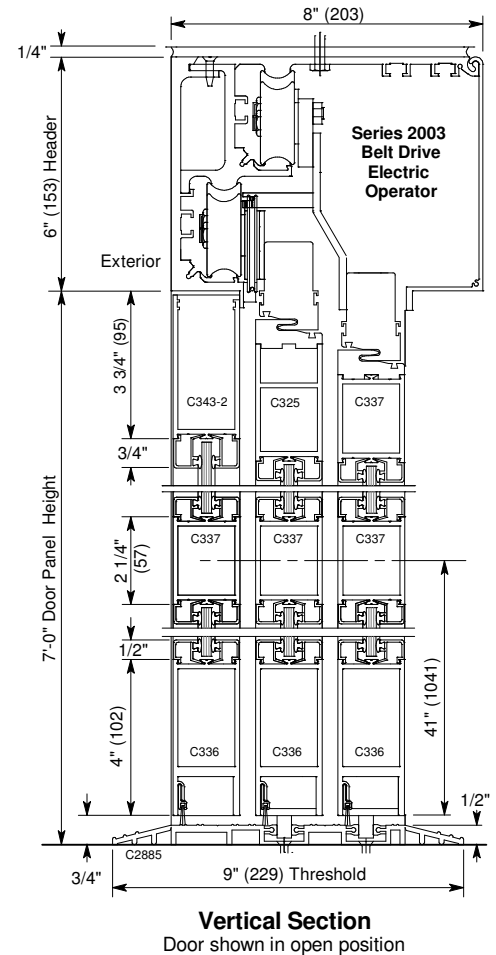 8" (203)
1/4"
6" (153) Header
Series 2003
Belt Drive
Electric
Operator
Exterior
3 3/4" (95)
C343-2
C325
C337
3/4"
7'-0" Door Panel Height
2 1/4"
(57)
C337
C337
C337
1/2"
4" (102)
41" (1041)
C336
C336
C336
1/2"
C2885
3/4"
9" (229) Threshold
Vertical Section
Door shown in open position